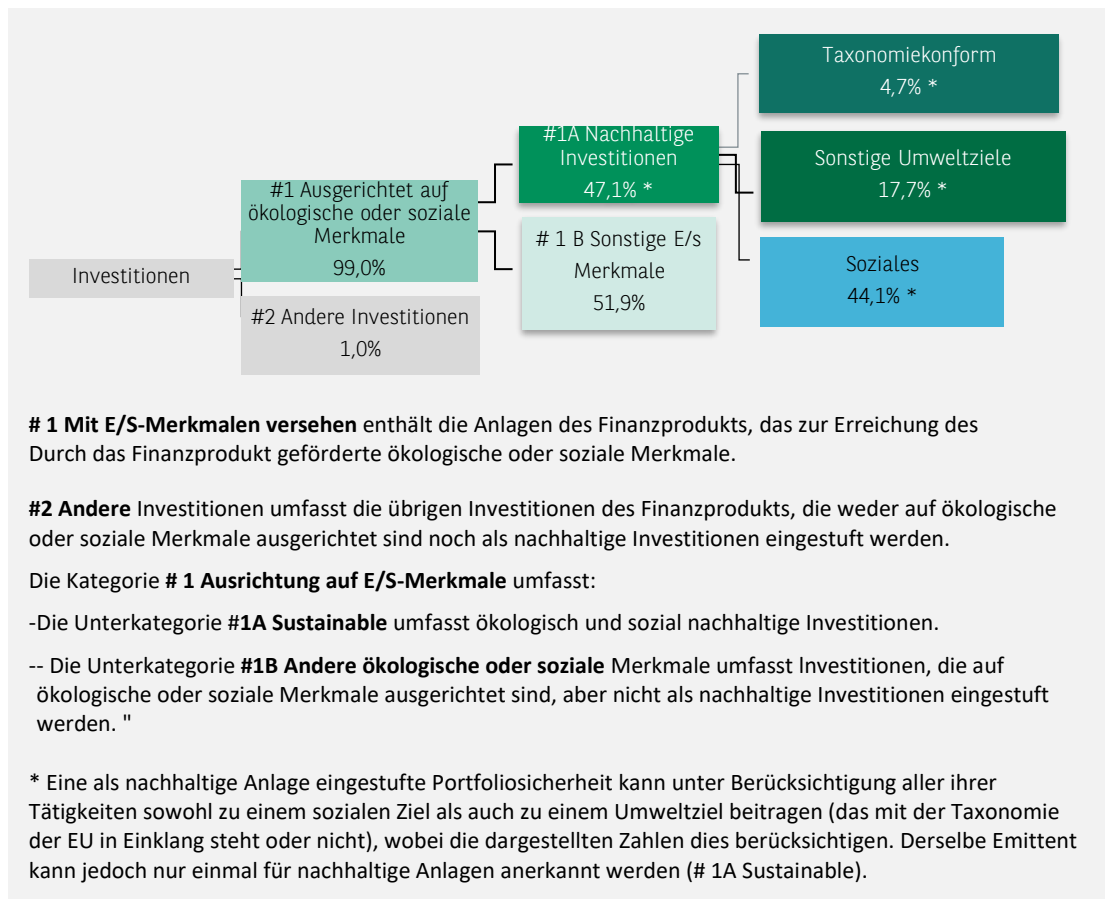 Taxonomiekonform
4,7% *
#1A Nachhaltige
Investitionen
47,1% *
Sonstige Umweltziele
17,7% *
#1 Ausgerichtet auf
ökologische oder soziale
Merkmale
99,0%
# 1 B Sonstige E/s
Merkmale
51,9%
Soziales
44,1% *
Investitionen
#2 Andere Investitionen
1,0%
# 1 Mit E/S-Merkmalen versehen enthält die Anlagen des Finanzprodukts, das zur Erreichung des
Durch das Finanzprodukt geförderte ökologische oder soziale Merkmale.
#2 Andere Investitionen umfasst die übrigen Investitionen des Finanzprodukts, die weder auf ökologische
oder soziale Merkmale ausgerichtet sind noch als nachhaltige Investitionen eingestuft werden.
Die Kategorie # 1 Ausrichtung auf E/S-Merkmale umfasst:
-Die Unterkategorie #1A Sustainable umfasst ökologisch und sozial nachhaltige Investitionen.
-- Die Unterkategorie #1B Andere ökologische oder soziale Merkmale umfasst Investitionen, die auf
ökologische oder soziale Merkmale ausgerichtet sind, aber nicht als nachhaltige Investitionen eingestuft
werden. "
* Eine als nachhaltige Anlage eingestufte Portfoliosicherheit kann unter Berücksichtigung aller ihrer
Tätigkeiten sowohl zu einem sozialen Ziel als auch zu einem Umweltziel beitragen (das mit der Taxonomie
der EU in Einklang steht oder nicht), wobei die dargestellten Zahlen dies berücksichtigen. Derselbe Emittent
kann jedoch nur einmal für nachhaltige Anlagen anerkannt werden (# 1A Sustainable).